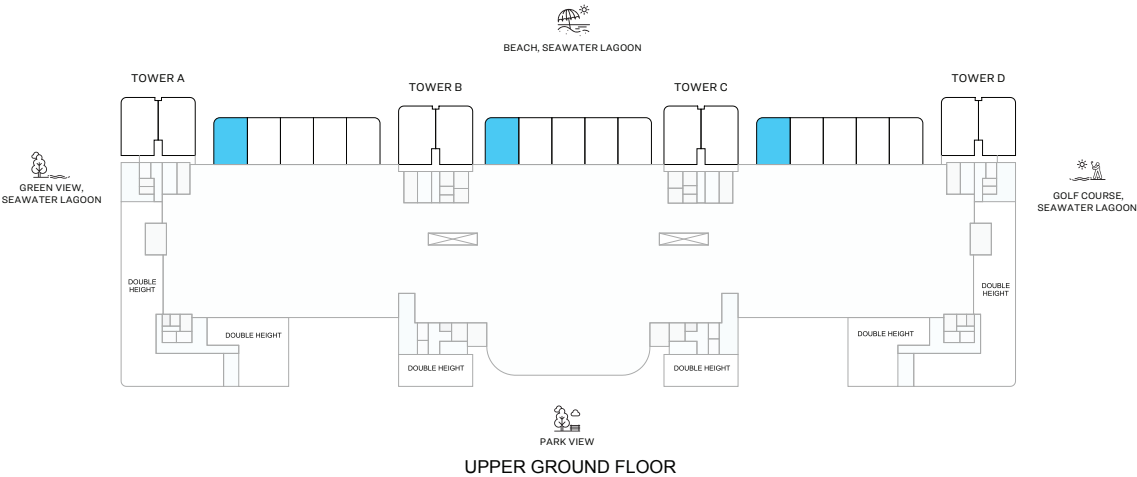 BEACH, SEAWATER LAGOON
TOWER A
TOWER B
TOWER C
TOWER D
GREEN VIEW,
SEAWATER LAGOON
GOLF COURSE,
SEAWATER LAGOON
DOUBLE
HEIGHT
DOUBLE
HEIGHT
DOUBLE HEIGHT
DOUBLE HEIGHT
DOUBLE HEIGHT
DOUBLE HEIGHT
PARK VIEW
UPPER GROUND FLOOR